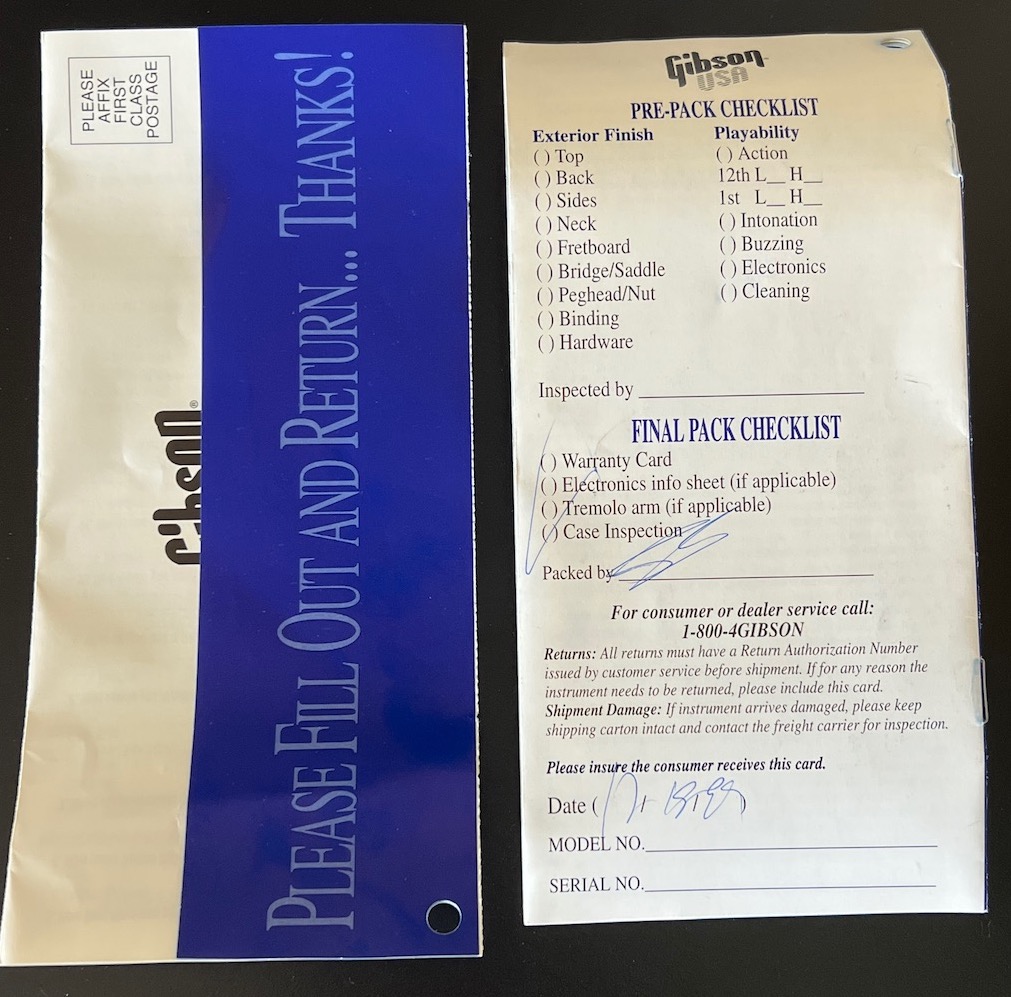 PLEASE
AFFIX
FIRST
CLASS
POSTAGE
Gibson®
PLEASE FILL OUT AND RETURN... THANKS!
Gibson
USA
PRE-PACK CHECKLIST
Exterior Finish
( ) Top
( ) Back
( ) Sides
( ) Neck
( ) Fretboard
( ) Bridge/Saddle
( ) Peghead/Nut
( ) Binding
( ) Hardware
Playability
( ) Action
12th L__ H__
1st L__ H__
( ) Intonation
( ) Buzzing
( ) Electronics
( ) Cleaning
Inspected by
FINAL PACK CHECKLIST
( ) Warranty Card
( ) Electronics info sheet (if applicable)
( ) Tremolo arm (if applicable)
( ) Case Inspection
Packed by
For consumer or dealer service call:
1-800-4GIBSON
Returns: All returns must have a Return Authorization Number
issued by customer service before shipment. If for any reason the
instrument needs to be returned, please include this card.
Shipment Damage: If instrument arrives damaged, please keep
shipping carton intact and contact the freight carrier for inspection.
Please insure the consumer receives this card.
Date ( / / )
MODEL NO.
SERIAL NO.